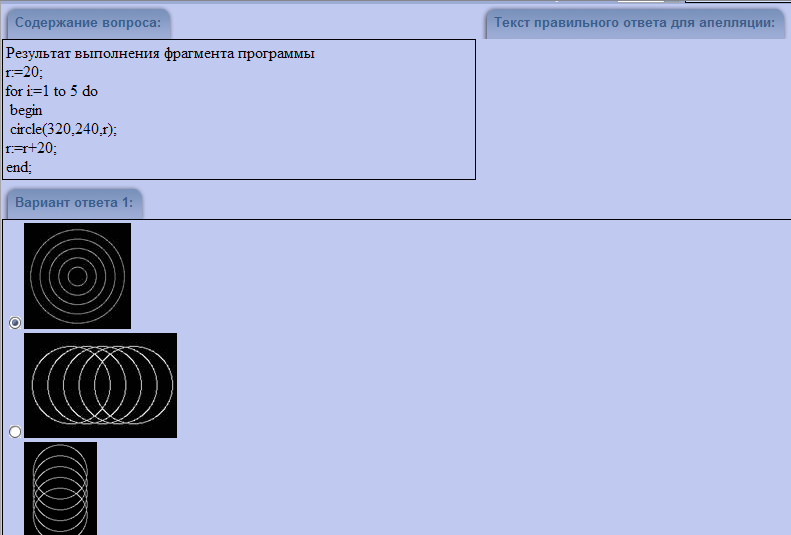 Содержание вопроса:
Текст правильного ответа для апелляции:
Результат выполнения фрагмента программы
r:=20;
for i:=1 to 5 do
begin
circle(320,240,r);
r:=r+20;
end;
Вариант ответа 1: